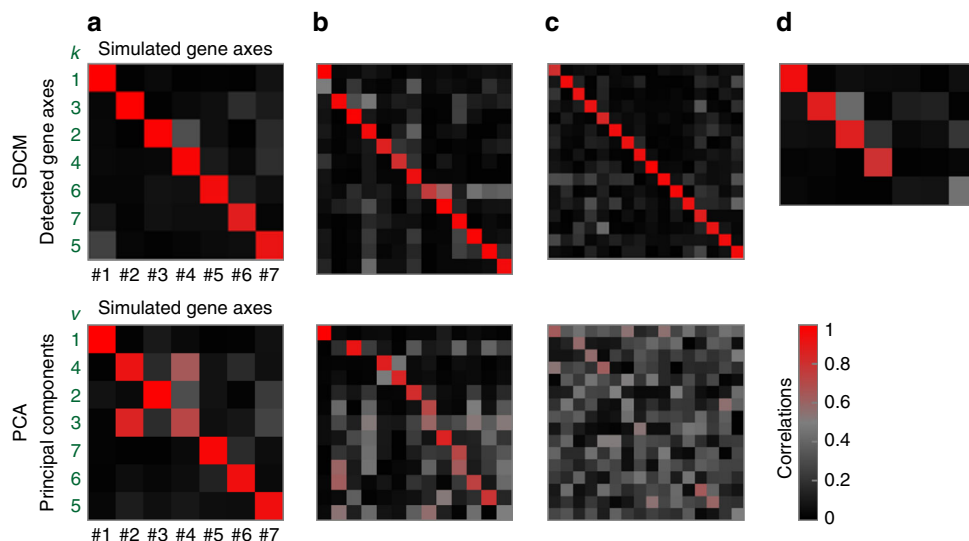 a
b
c
d
k
Simulated gene axes
SDCM
Detected gene axes
1
3
2
4
6
7
5
#1 #2 #3 #4 #5 #6 #7
v
Simulated gene axes
PCA
Principal components
1
4
2
3
7
6
5
#1 #2 #3 #4 #5 #6 #7
1
0.8
0.6
0.4
0.2
0
Correlations